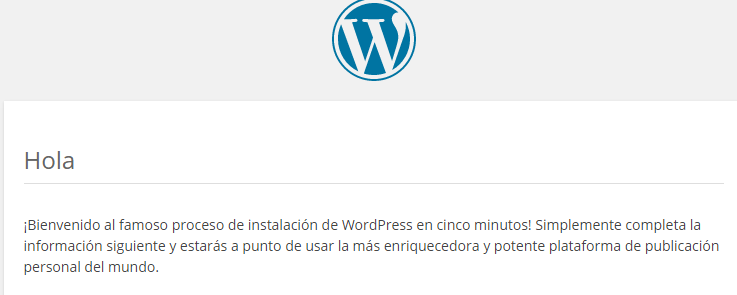 Hola
¡Bienvenido al famoso proceso de instalación de WordPress en cinco minutos! Simplemente completa la
información siguiente y estarás a punto de usar la más enriquecedora y potente plataforma de publicación
personal del mundo.